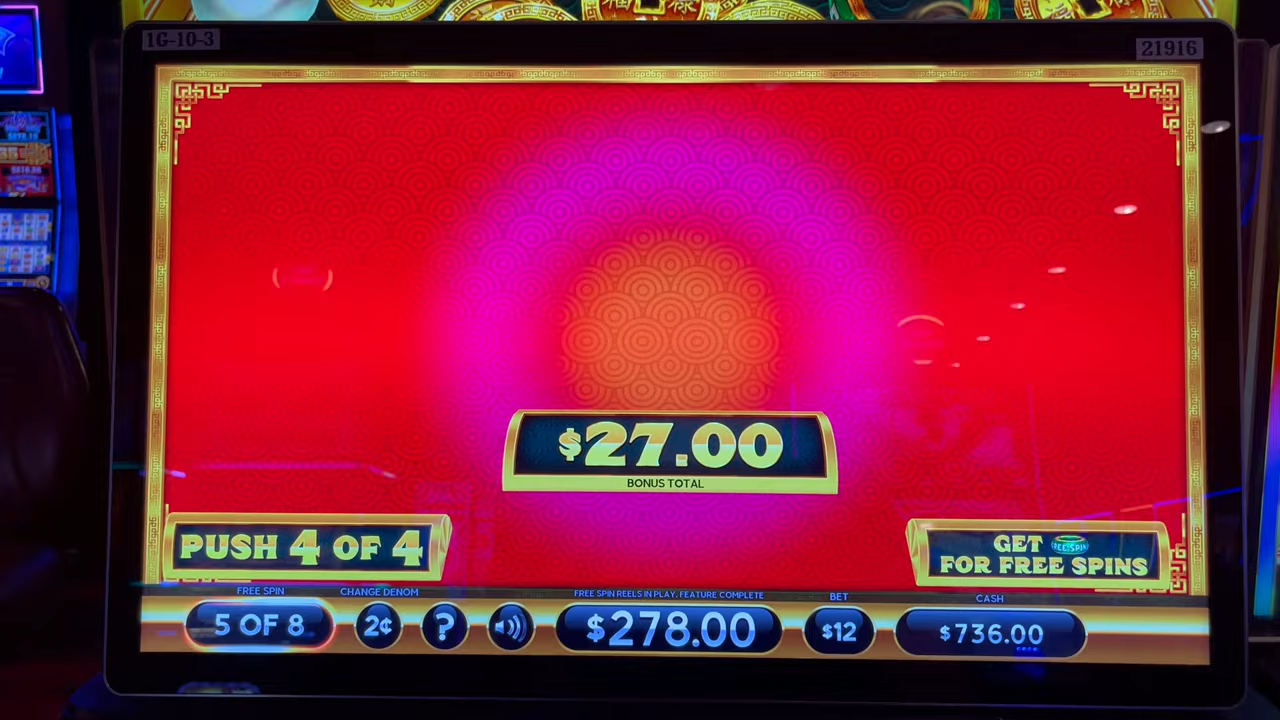 1G-10-3
21916
$27.00
BONUS TOTAL
PUSH 4 OF 4
GET FREE SPIN
FOR FREE SPINS
FREE SPIN
CHANGE DENOM
FREE SPIN REELS IN PLAY. FEATURE COMPLETE
BET
CASH
5 OF 8
2¢
?
$278.00
$12
$736.00